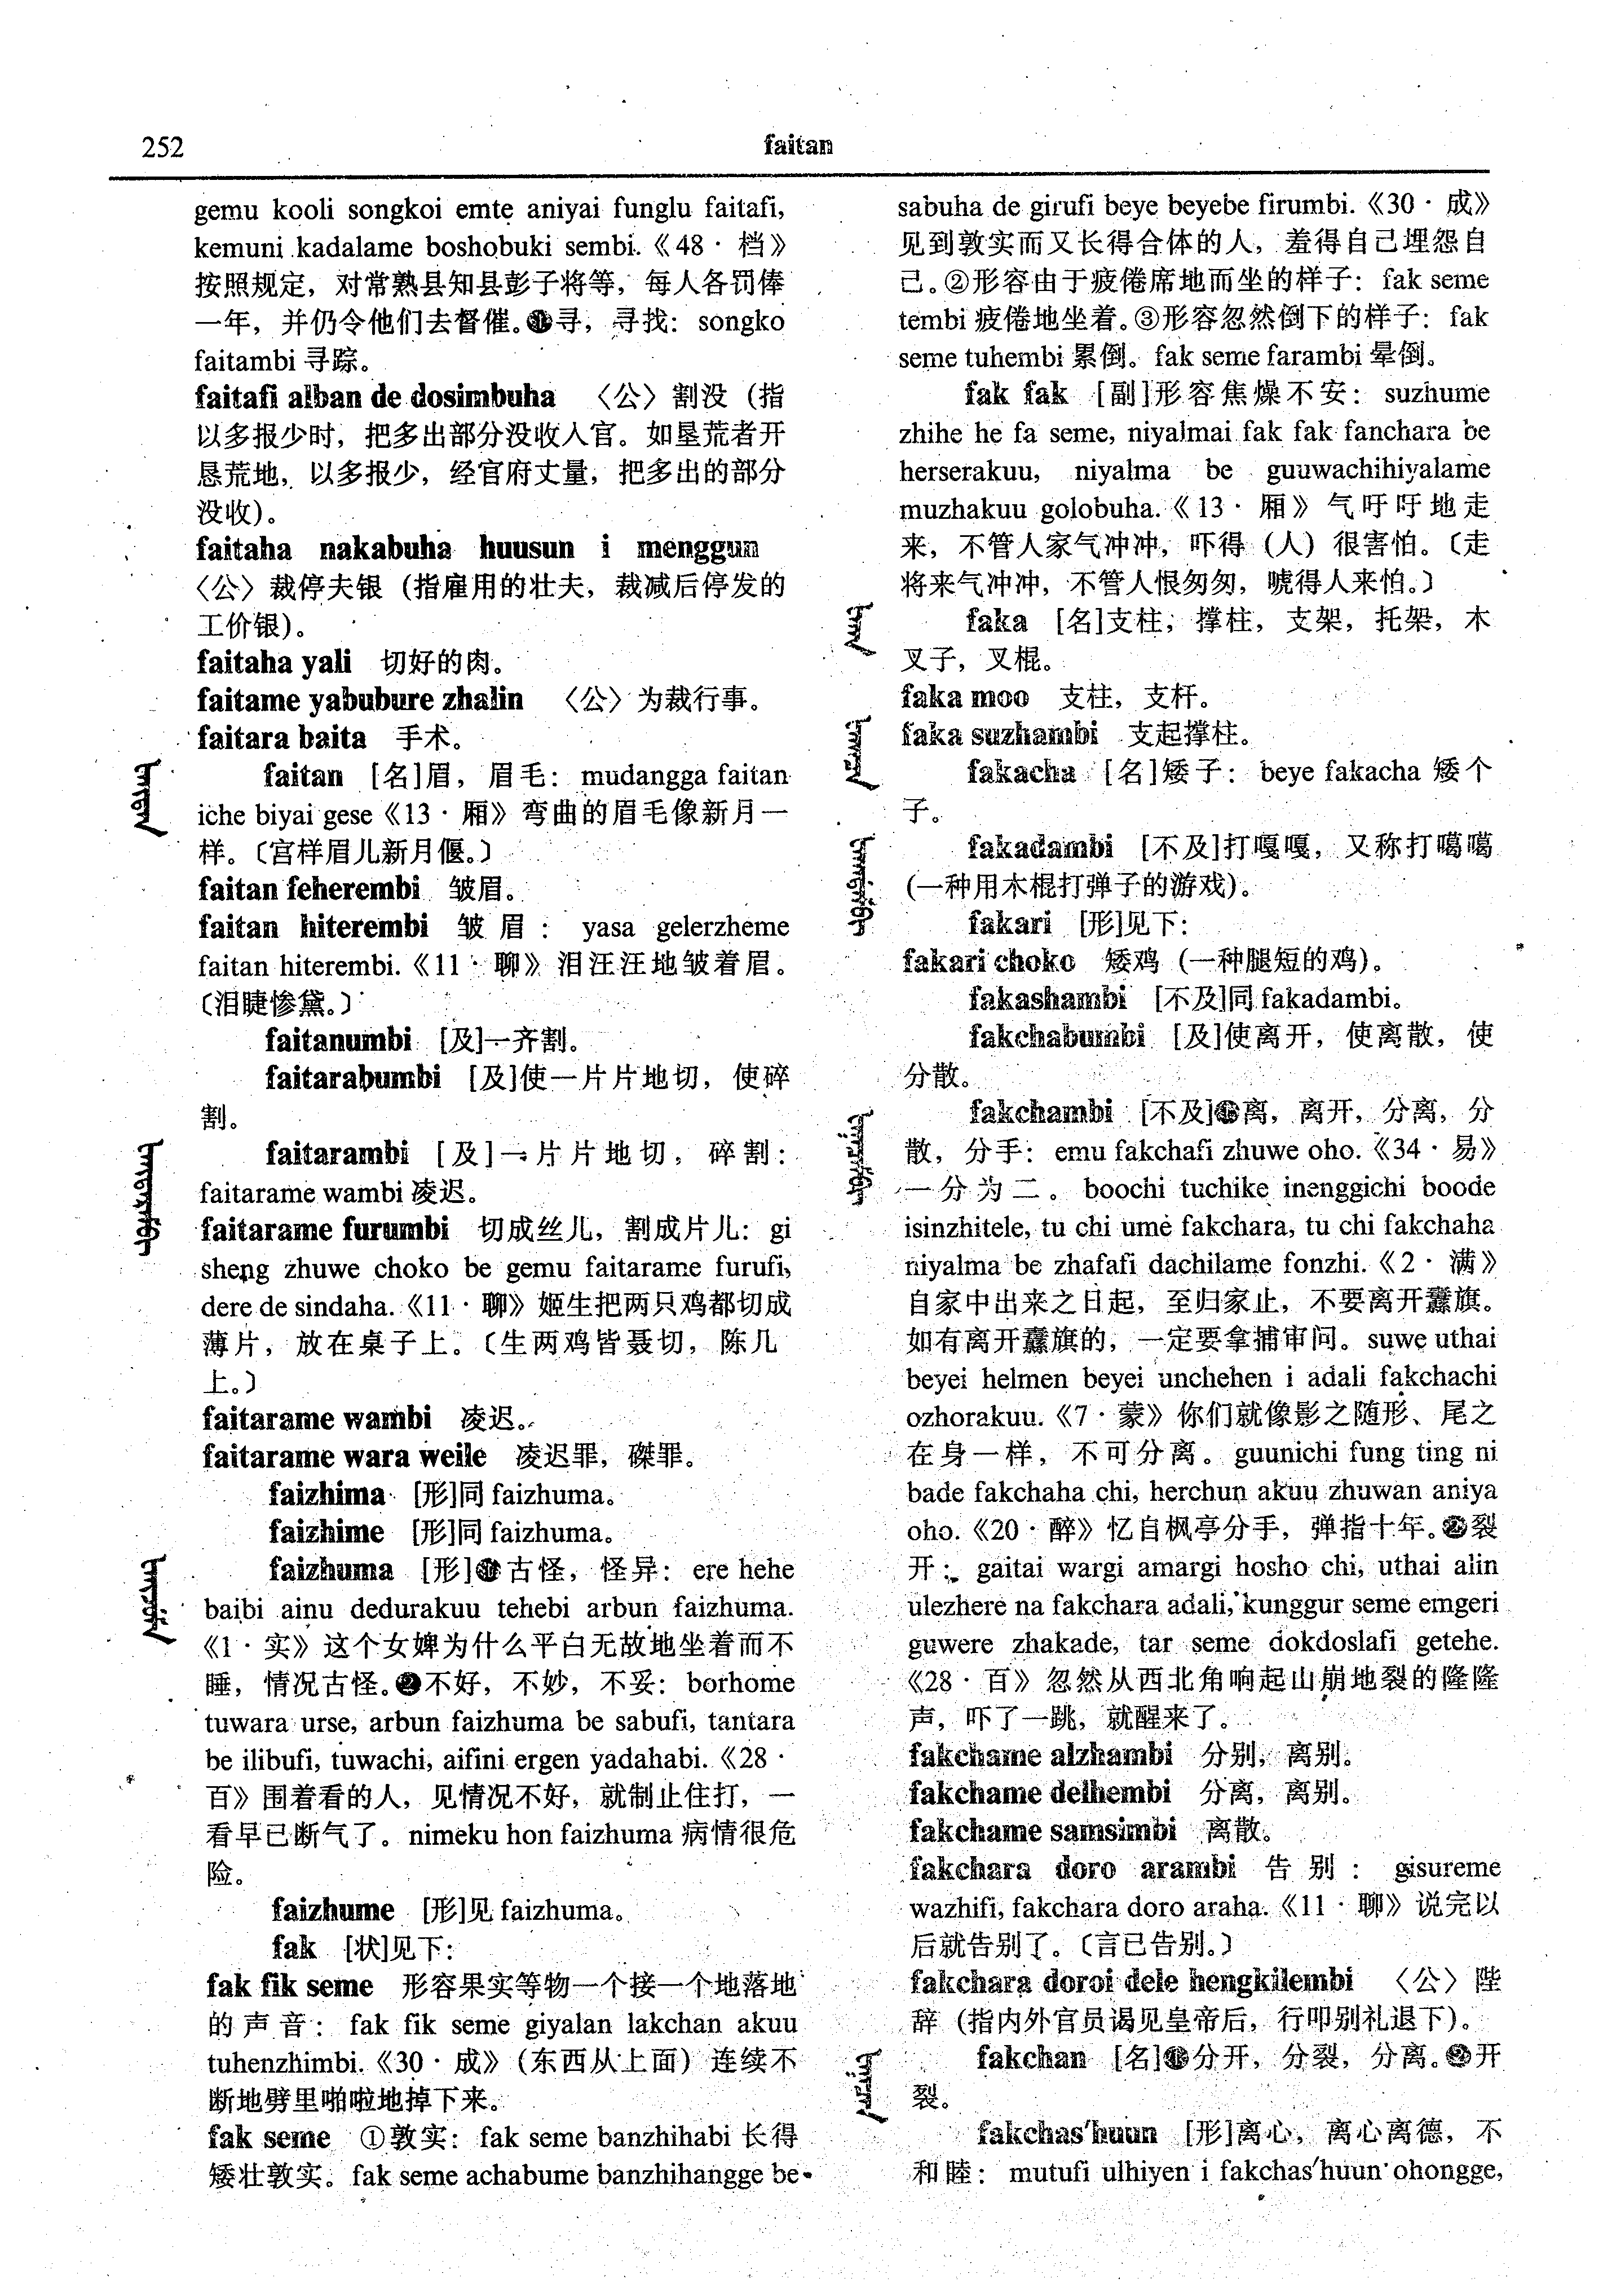 252
faitan
gemu kooli songkoi emte aniyai funglu faitafi,
kemuni kadalame boshobuki sembi.《48·档》
按照规定，对常熟县知县彭子将等，每人各罚俸
一年，并仍令他们去督催。寻，寻找：songko
faitambi 寻踪。
faitafi alban de dosimbuha 〈公〉割没（指
以多报少时，把多出部分没收入官。如垦荒者开
恳荒地，以多报少，经官府丈量，把多出的部分
没收）。
faitaha nakabuha huusun i menggun
〈公〉裁停夫银（指雇用的壮夫，裁减后停发的
工价银）。
faitaha yali 切好的肉。
faitame yabubure zhalin 〈公〉为裁行事。
faitara baita 手术。
faitan [名]眉，眉毛：mudangga faitan
iche biyai gese《13·厢》弯曲的眉毛像新月一
样。〔宫样眉儿新月偃。〕
faitan feherembi 皱眉。
faitan hiterembi 皱眉：yasa gelerzheme
faitan hiterembi.《11·聊》泪汪汪地皱着眉。
〔泪睫惨黛。〕
faitanumbi [及]一齐割。
faitarabumbi [及]使一片片地切，使碎
割。
faitarambi [及]一片片地切，碎割：
faitarame wambi 凌迟。
faitarame furumbi 切成丝儿，割成片儿：gi
sheng zhuwe choko be gemu faitarame furufi,
dere de sindaha.《11·聊》姬生把两只鸡都切成
薄片，放在桌子上。〔生两鸡皆聂切，陈几
上。〕
faitarame wambi 凌迟。
faitarame wara weile 凌迟罪，磔罪。
faizhima [形]同 faizhuma。
faizhime [形]同 faizhuma。
faizhuma [形]❶古怪，怪异：ere hehe
baibi ainu dedurakuu tehebi arbun faizhuma.
《1·实》这个女婢为什么平白无故地坐着而不
睡，情况古怪。❷不好，不妙，不妥：borhome
tuwara urse, arbun faizhuma be sabufi, tantara
be ilibufi, tuwachi, aifini ergen yadahabi.《28·
百》围着看的人，见情况不好，就制止住打，一
看早已断气了。nimeku hon faizhuma 病情很危
险。
faizhume [形]见 faizhuma。
fak [状]见下：
fak fik seme 形容果实等物一个接一个地落地
的声音：fak fik seme giyalan lakchan akuu
tuhenzhimbi.《30·成》（东西从上面）连续不
断地劈里啪啦地掉下来。
fak seme ①敦实：fak seme banzhihabi 长得
矮壮敦实。fak seme achabume banzhihangge be-
sabuha de girufi beye beyebe firumbi.《30·成》
见到敦实而又长得合体的人，羞得自己埋怨自
己。②形容由于疲倦席地而坐的样子：fak seme
tembi 疲倦地坐着。③形容忽然倒下的样子：fak
seme tuhembi 累倒。fak seme farambi 晕倒。
fak fak [副]形容焦燥不安：suzhume
zhihe he fa seme, niyalmai fak fak fanchara be
herserakuu, niyalma be guuwachihiyalame
muzhakuu golobuha.《13·厢》气吁吁地走
来，不管人家气冲冲，吓得（人）很害怕。〔走
将来气冲冲，不管人恨匆匆，唬得人来怕。〕
faka [名]支柱，撑柱，支架，托架，木
叉子，叉棍。
faka moo 支柱，支杆。
faka suzhambi 支起撑柱。
fakacha [名]矮子：beye fakacha 矮个
子。
fakadambi [不及]打嘎嘎，又称打噶噶
（一种用木棍打弹子的游戏）。
fakari [形]见下：
fakari choko 矮鸡（一种腿短的鸡）。
fakashambi [不及]同 fakadambi。
fakchabumbi [及]使离开，使离散，使
分散。
fakchambi [不及]❶离，离开，分离，分
散，分手：emu fakchafi zhuwe oho.《34·易》
一分为二。boochi tuchike inenggichi boode
isinzhitele, tu chi ume fakchara, tu chi fakchaha
niyalma be zhafafi dachilame fonzhi.《2·满》
自家中出来之日起，至归家止，不要离开纛旗。
如有离开纛旗的，一定要拿捕审问。suwe uthai
beyei helmen beyei unchehen i adali fakchachi
ozhorakuu.《7·蒙》你们就像影之随形、尾之
在身一样，不可分离。guunichi fung ting ni
bade fakchaha chi, herchun akuu zhuwan aniya
oho.《20·醉》忆自枫亭分手，弹指十年。❷裂
开：gaitai wargi amargi hosho chi, uthai alin
ulezhere na fakchara adali, kunggur seme emgeri
guwere zhakade, tar seme dokdoslafi getehe.
《28·百》忽然从西北角响起山崩地裂的隆隆
声，吓了一跳，就醒来了。
fakchame alzhambi 分别，离别。
fakchame delhembi 分离，离别。
fakchame samsimbi 离散。
fakchara doro arambi 告别：gisureme
wazhifi, fakchara doro araha.《11·聊》说完以
后就告别了。〔言已告别。〕
fakchara doroi dele hengkilembi 〈公〉陛
辞（指内外官员谒见皇帝后，行叩别礼退下）。
fakchan [名]❶分开，分裂，分离。❷开
裂。
fakchas'huun [形]离心，离心离德，不
和睦：mutufi ulhiyen i fakchas'huun ohongge,